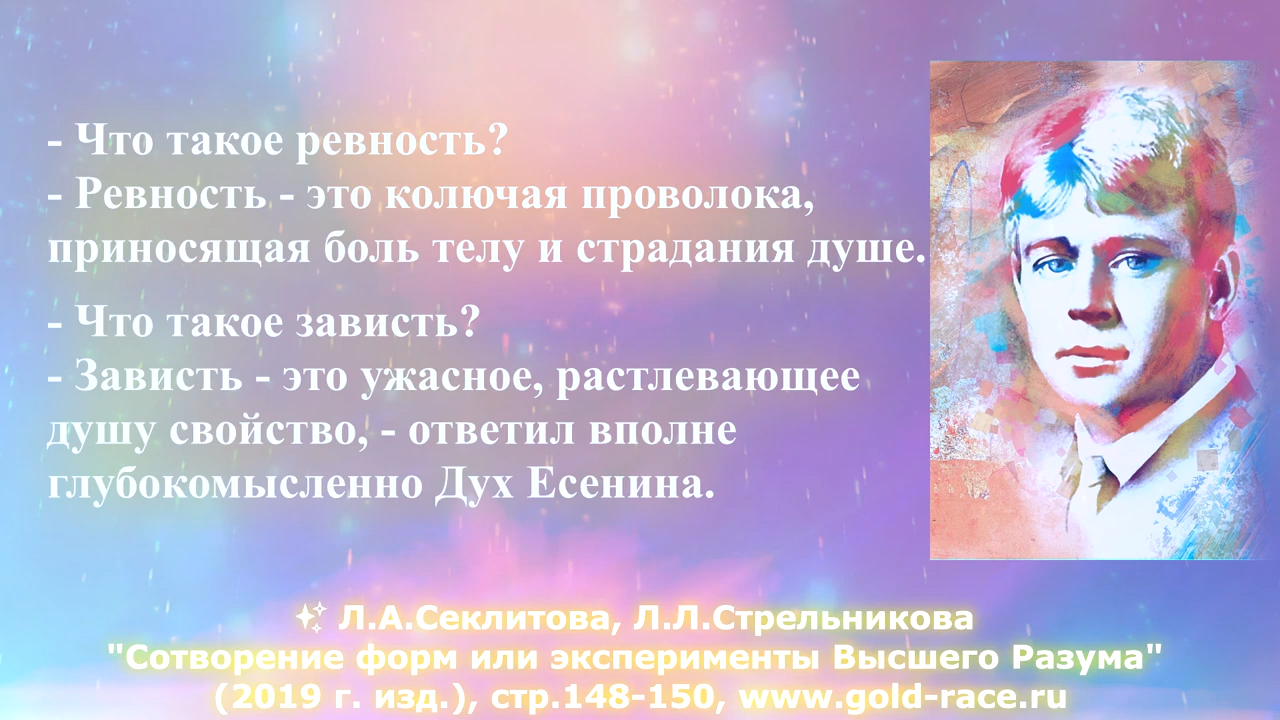 - Что такое ревность?
- Ревность - это колючая проволока,
приносящая боль телу и страдания душе.
- Что такое зависть?
- Зависть - это ужасное, растлевающее
душу свойство, - ответил вполне
глубокомысленно Дух Есенина.
✨ Л.А.Секлитова, Л.Л.Стрельникова
"Сотворение форм или эксперименты Высшего Разума"
(2019 г. изд.), стр.148-150, www.gold-race.ru